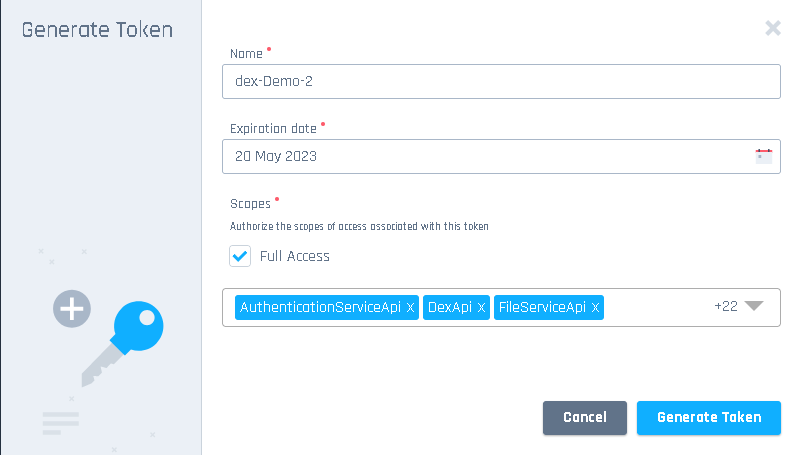 Generate Token
Name *
dex-Demo-2
Expiration date *
20 May 2023
Scopes *
Authorize the scopes of access associated with this token
Full Access
AuthenticationServiceApi x DexApi x FileServiceApi x +22
Cancel Generate Token